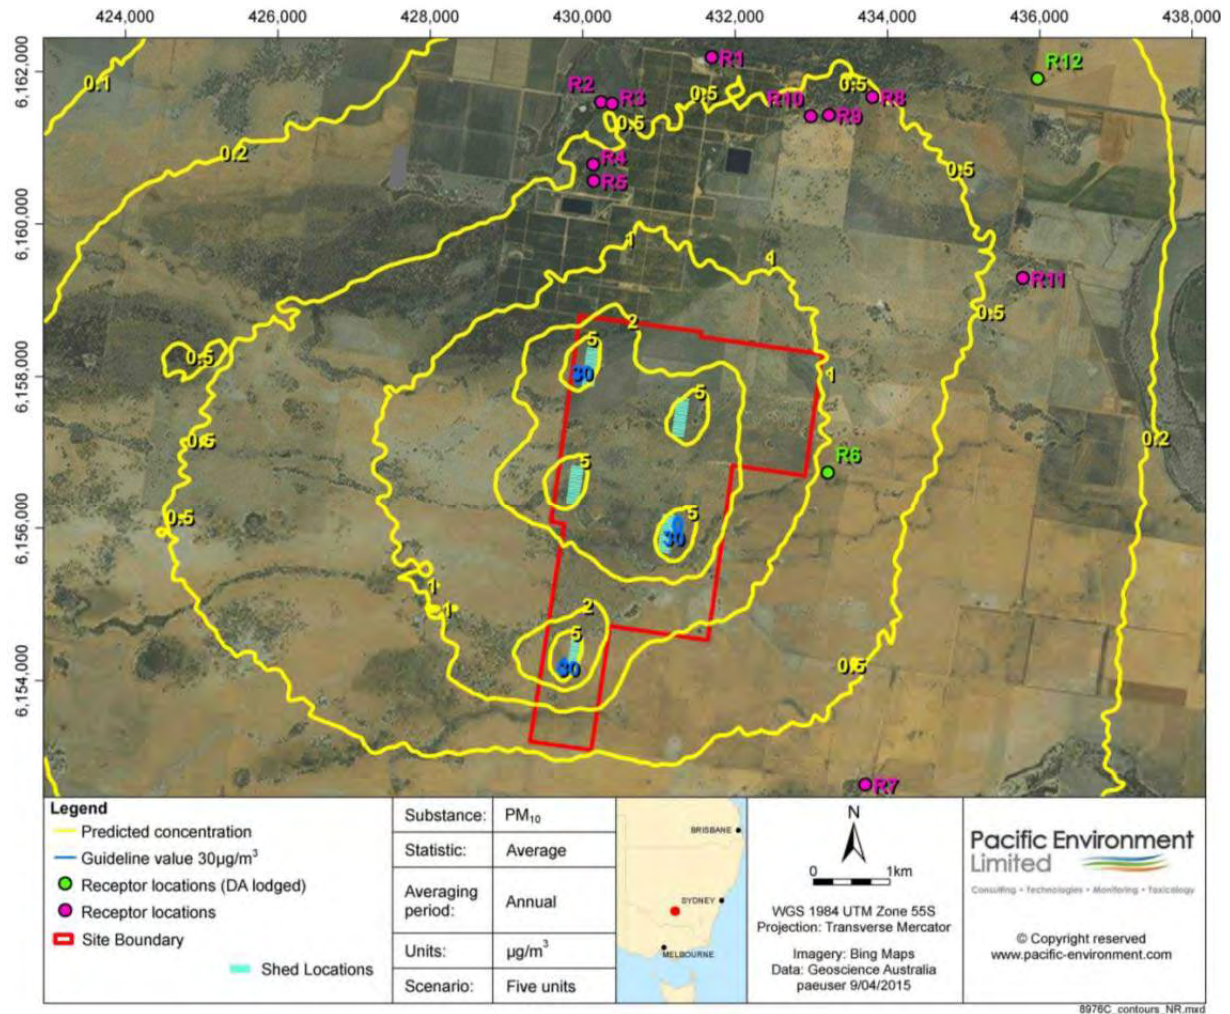 424,000 426,000 428,000 430,000 432,000 434,000 436,000 438,000
6,162,000
6,160,000
6,158,000
6,156,000
6,154,000
R1
R12
0.1
R2
R3
0.5
R10
0.5
R8
R9
0.5
0.2
R4
R5
0.5
1
1
R11
0.5
2
5
0.5
30
1
5
0.5
0.2
R6
5
0.5
5
30
1
1
2
5
30
0.5
R7
Legend
Predicted concentration
Guideline value 30µg/m³
Receptor locations (DA lodged)
Receptor locations
Site Boundary
Shed Locations
Substance: PM₁₀
Statistic: Average
Averaging period: Annual
Units: µg/m³
Scenario: Five units
BRISBANE
SYDNEY
MELBOURNE
N
0 1km
WGS 1984 UTM Zone 55S
Projection: Transverse Mercator
Imagery: Bing Maps
Data: Geoscience Australia
paeuser 9/04/2015
Pacific Environment
Limited
Consulting • Technologies • Monitoring • Toxicology
© Copyright reserved
www.pacific-environment.com
8976C_contours_NR.mxd